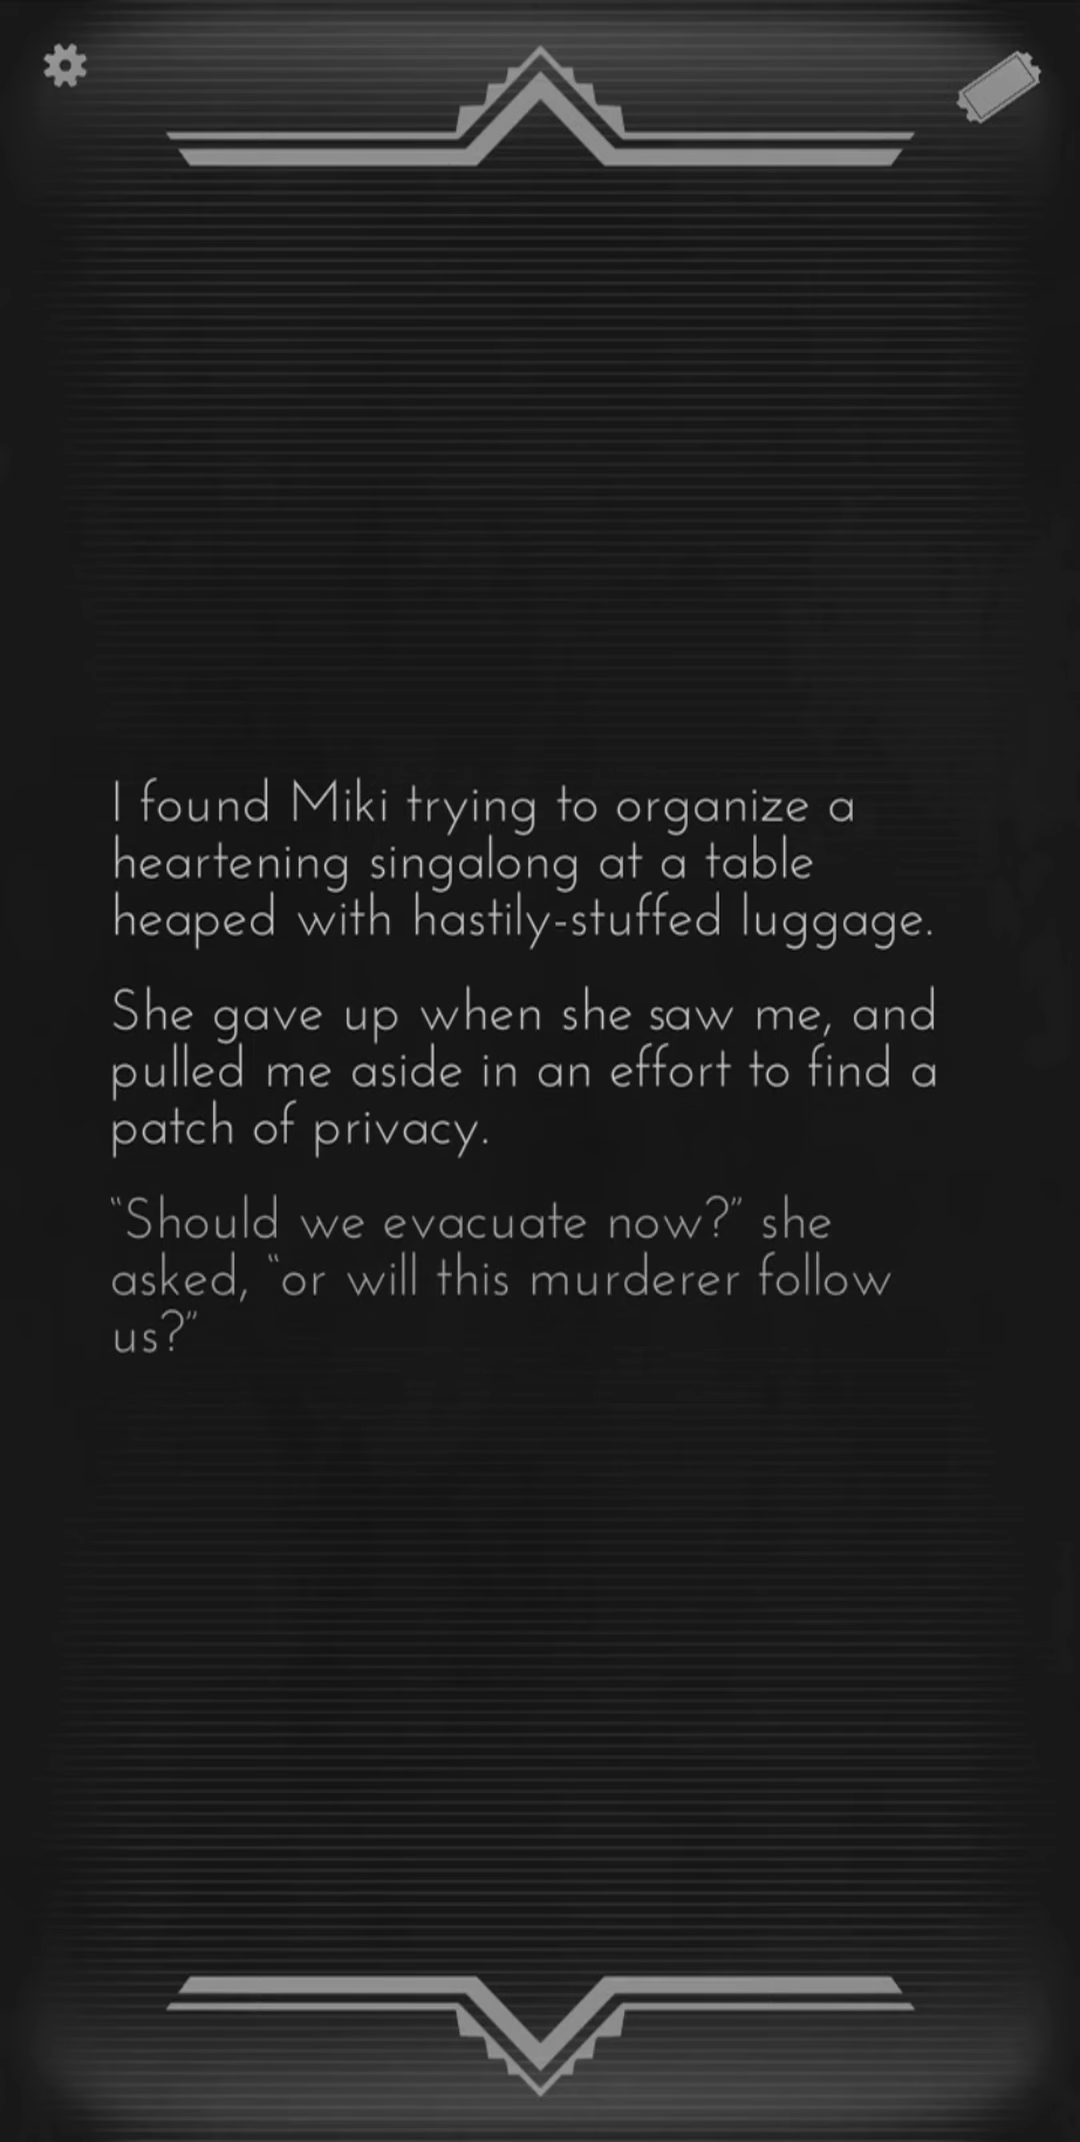 I found Miki trying to organize a
heartening singalong at a table
heaped with hastily-stuffed luggage.
She gave up when she saw me, and
pulled me aside in an effort to find a
patch of privacy.
“Should we evacuate now?” she
asked, “or will this murderer follow
us?”